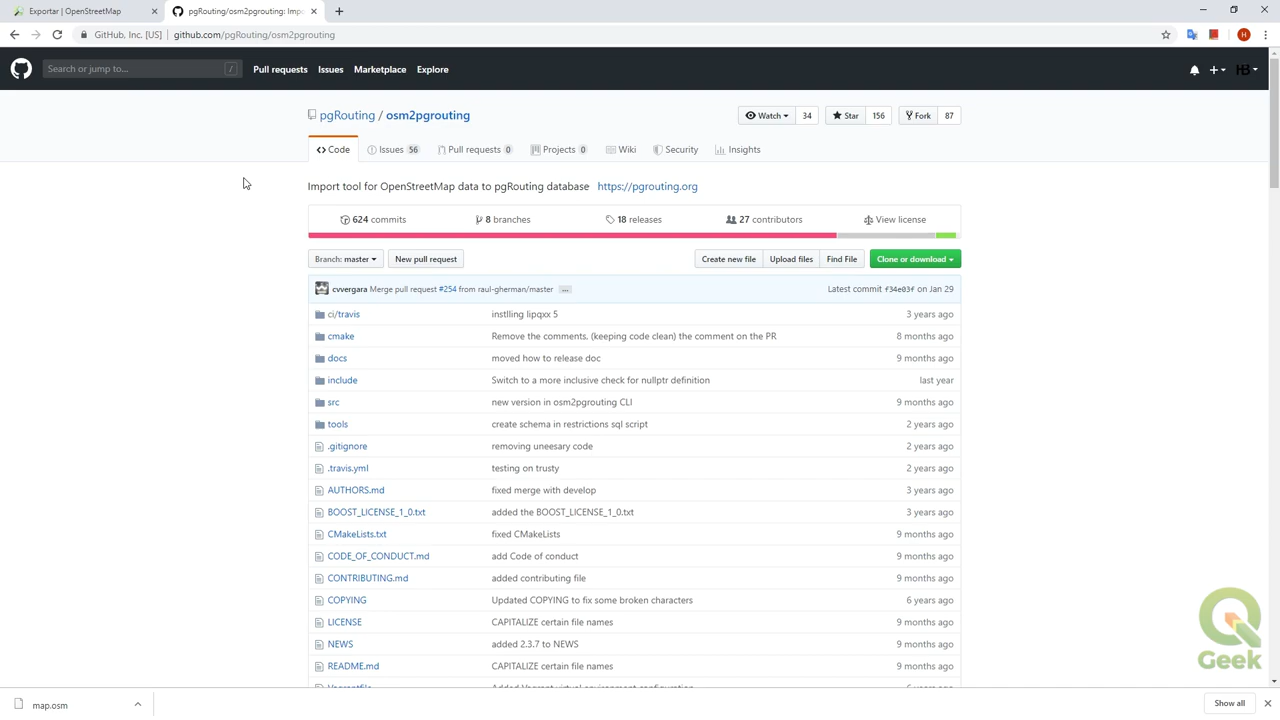 Exportar | OpenStreetMap
pgRouting/osm2pgrouting: Impo
GitHub, Inc. [US] github.com/pgRouting/osm2pgrouting
H
Search or jump to... /
Pull requests Issues Marketplace Explore
pgRouting / osm2pgrouting
Watch 34 Star 156 Fork 87
Code Issues 56 Pull requests 0 Projects 0 Wiki Security Insights
Import tool for OpenStreetMap data to pgRouting database https://pgrouting.org
624 commits 8 branches 18 releases 27 contributors View license
Branch: master New pull request Create new file Upload files Find File Clone or download
cvvergara Merge pull request #254 from raul-gherman/master ... Latest commit f34e03f on Jan 29
ci/travis instlling lipqxx 5 3 years ago
cmake Remove the comments, (keeping code clean) the comment on the PR 8 months ago
docs moved how to release doc 9 months ago
include Switch to a more inclusive check for nullptr definition last year
src new version in osm2pgrouting CLI 9 months ago
tools create schema in restrictions sql script 2 years ago
.gitignore removing uneesary code 2 years ago
.travis.yml testing on trusty 2 years ago
AUTHORS.md fixed merge with develop 3 years ago
BOOST_LICENSE_1_0.txt added the BOOST_LICENSE_1_0.txt 3 years ago
CMakeLists.txt fixed CMakeLists 9 months ago
CODE_OF_CONDUCT.md add Code of conduct 9 months ago
CONTRIBUTING.md added contributing file 9 months ago
COPYING Updated COPYING to fix some broken characters 6 years ago
LICENSE CAPITALIZE certain file names 9 months ago
NEWS added 2.3.7 to NEWS 9 months ago
README.md CAPITALIZE certain file names 9 months ago
Geek
map.osm Show all